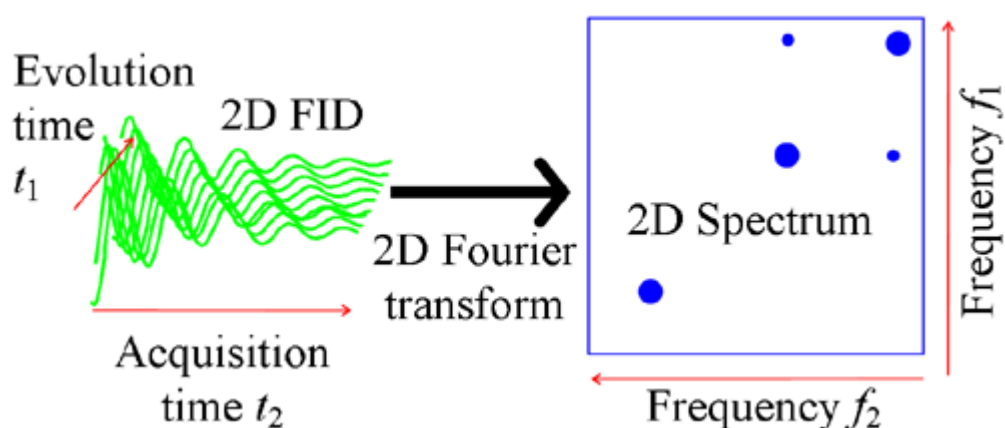 Evolution
time
t1
2D FID
Acquisition
time t2
2D Fourier
transform
2D Spectrum
Frequency f1
Frequency f2